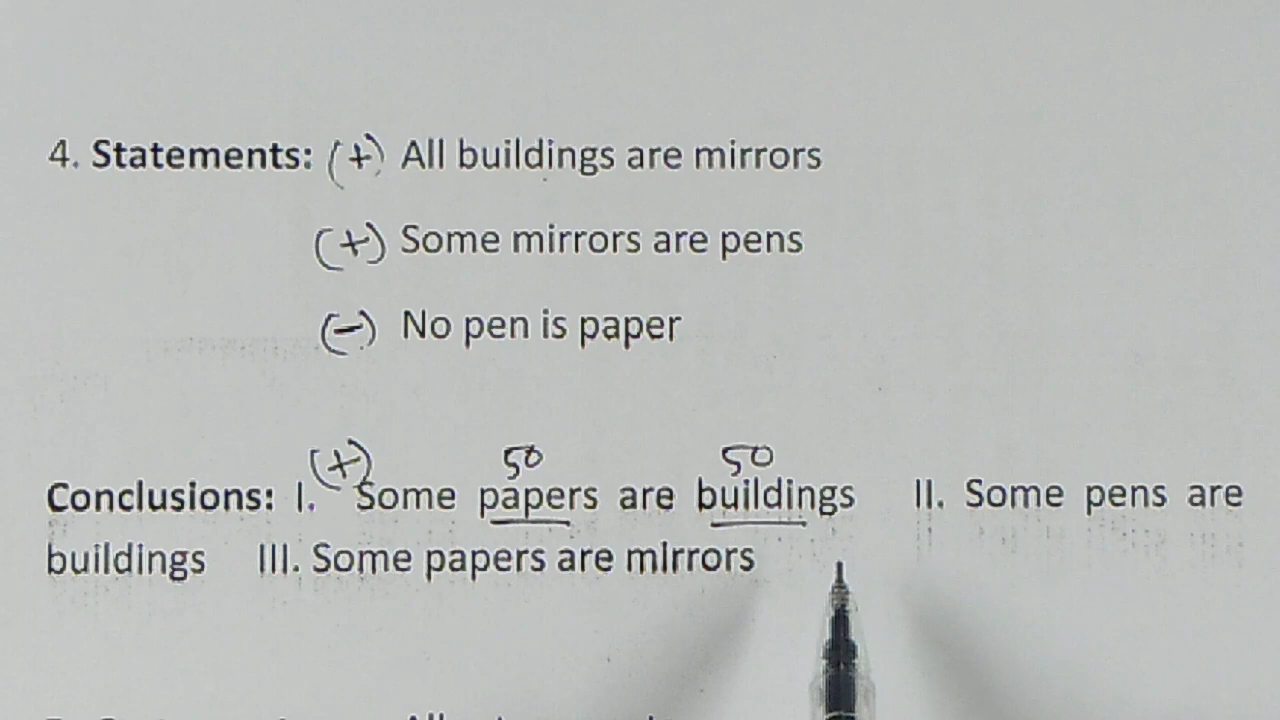 4. Statements: (+) All buildings are mirrors
(+) Some mirrors are pens
(-) No pen is paper
(+) 50 50
Conclusions: I. Some papers are buildings II. Some pens are
buildings III. Some papers are mirrors